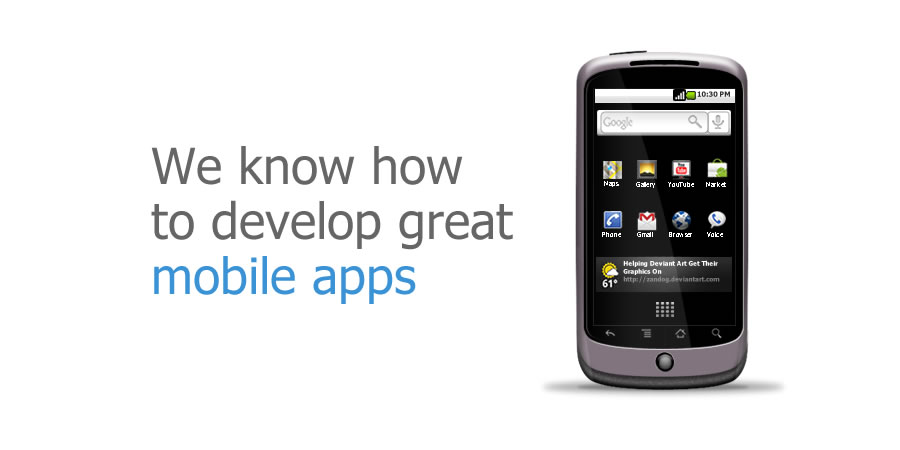 We know how
to develop great
mobile apps
10:30 PM
Google
Maps Gallery YouTube Market
Phone Gmail Browser Voice
Helping Deviant Art Get Their
Graphics On
http://zandog.deviantart.com
61°